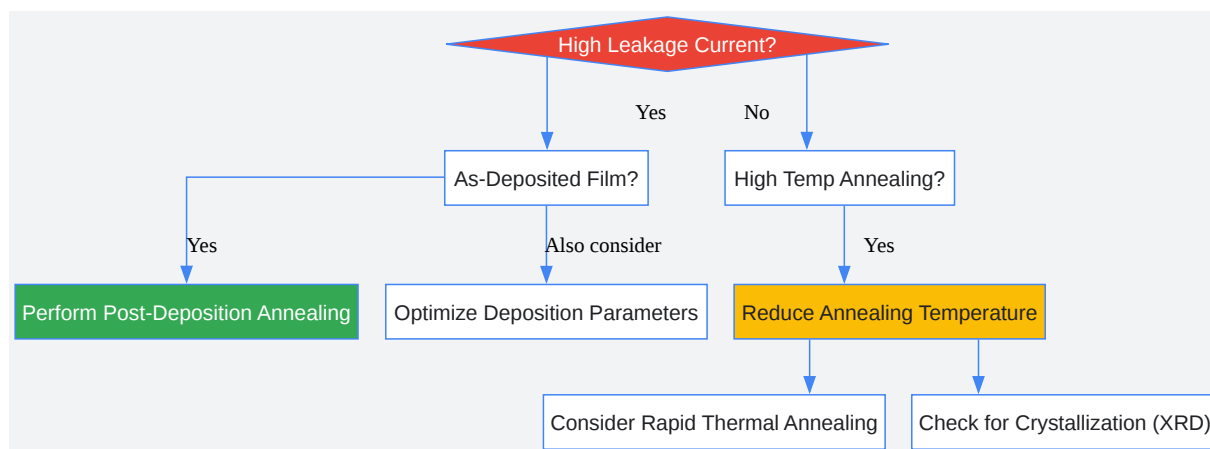 High Leakage Current?
Yes
No
As-Deposited Film?
High Temp Annealing?
Yes
Also consider
Yes
Perform Post-Deposition Annealing
Optimize Deposition Parameters
Reduce Annealing Temperature
Consider Rapid Thermal Annealing
Check for Crystallization (XRD)